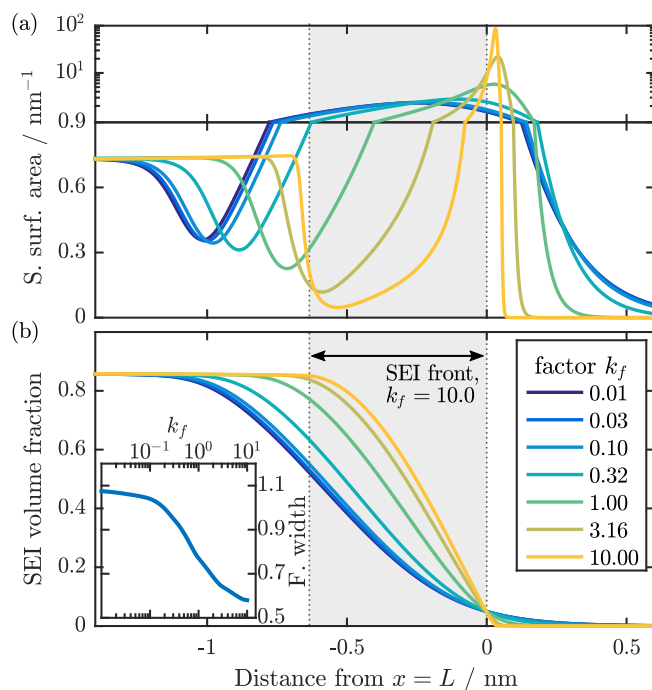 (a)
S. surf. area / nm⁻¹
10²
10¹
0.9
0.6
0.3
0
(b)
SEI volume fraction
0.8
0.6
0.4
0.2
0
SEI front,
k_f = 10.0
factor k_f
0.01
0.03
0.10
0.32
1.00
3.16
10.00
k_f
10⁻¹ 10⁰ 10¹
1.1
0.9
0.7
0.5
F. width
-1 -0.5 0 0.5
Distance from x = L / nm